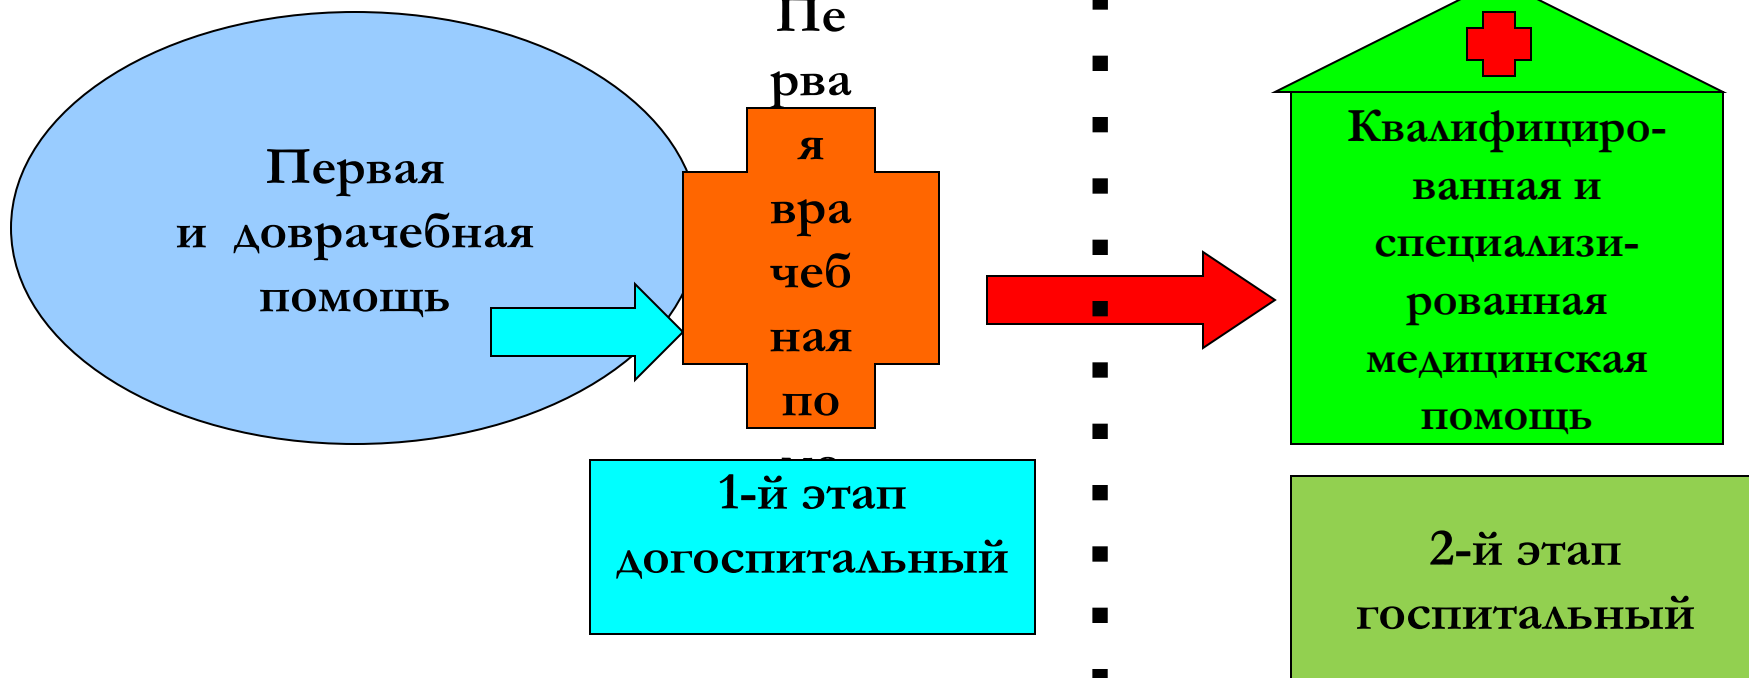 Первая
и доврачебная
помощь
Пе
рва
я
вра
чеб
ная
по
1-й этап
догоспитальный
Квалифициро-
ванная и
специализи-
рованная
медицинская
помощь
2-й этап
госпитальный